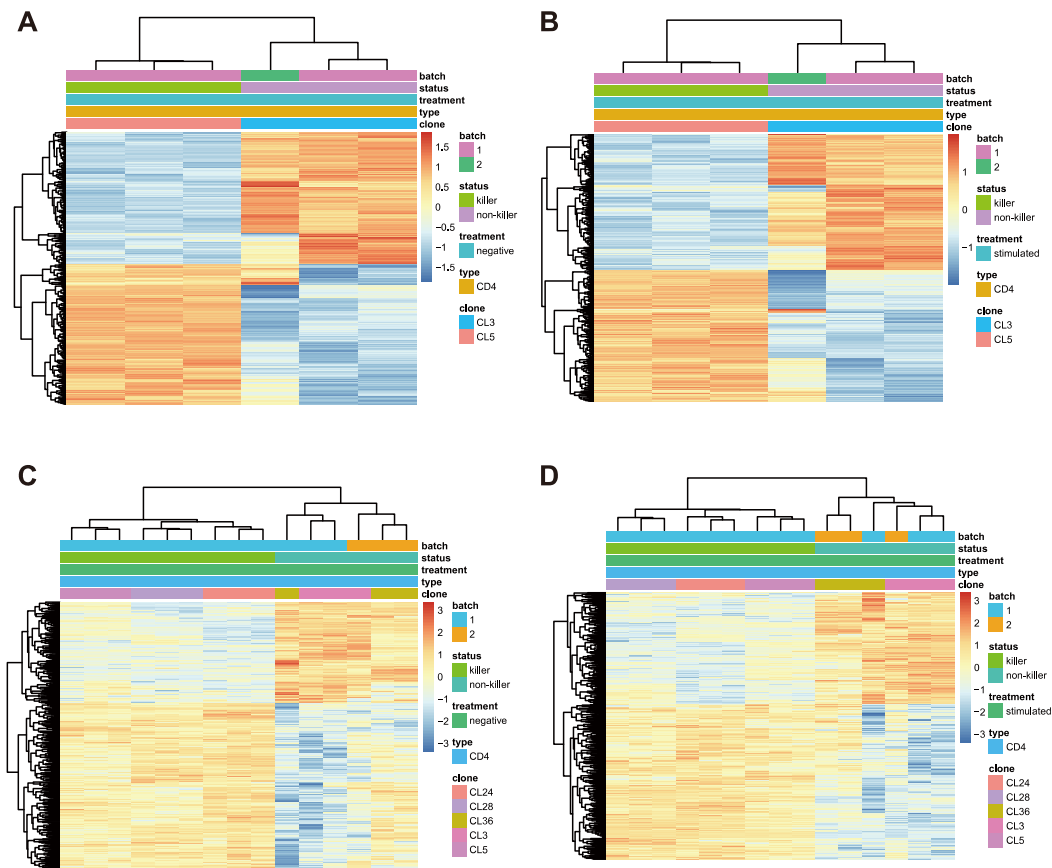 A
batch
status
treatment
type
clone
1.5
1
0.5
0
−0.5
−1
−1.5
batch
1
2
status
killer
non-killer
treatment
negative
type
CD4
clone
CL3
CL5
B
batch
status
treatment
type
clone
1
0
−1
batch
1
2
status
killer
non-killer
treatment
stimulated
type
CD4
clone
CL3
CL5
C
batch
status
treatment
type
clone
3
2
1
0
−1
−2
−3
batch
1
2
status
killer
non-killer
treatment
negative
type
CD4
clone
CL24
CL28
CL36
CL3
CL5
D
batch
status
treatment
type
clone
3
2
1
0
−1
−2
−3
batch
1
2
status
killer
non-killer
treatment
stimulated
type
CD4
clone
CL24
CL28
CL36
CL3
CL5